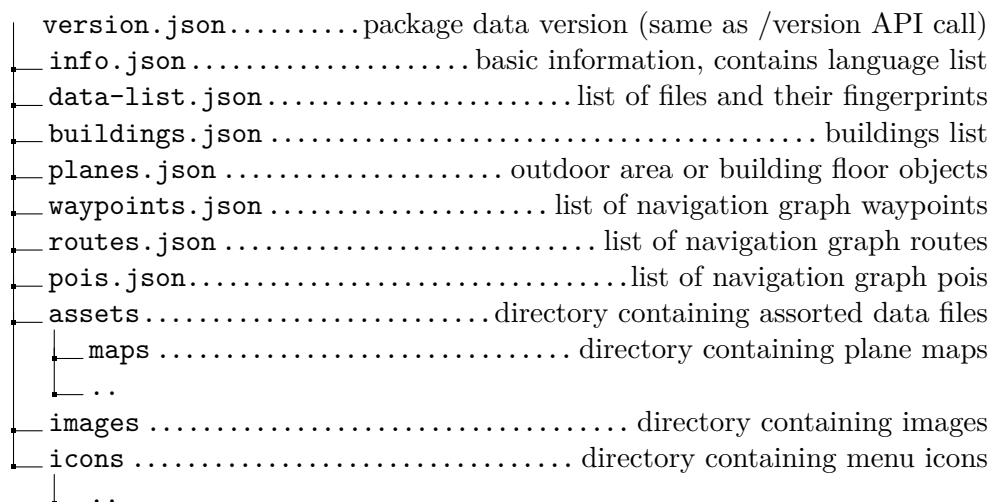 version.json..........package data version (same as /version API call)
info.json.....................basic information, contains language list
data-list.json.......................list of files and their fingerprints
buildings.json.........................................buildings list
planes.json.....................outdoor area or building floor objects
waypoints.json.....................list of navigation graph waypoints
routes.json............................list of navigation graph routes
pois.json.................................list of navigation graph pois
assets..........................directory containing assorted data files
maps...............................directory containing plane maps
..
images....................................directory containing images
icons.................................directory containing menu icons
..